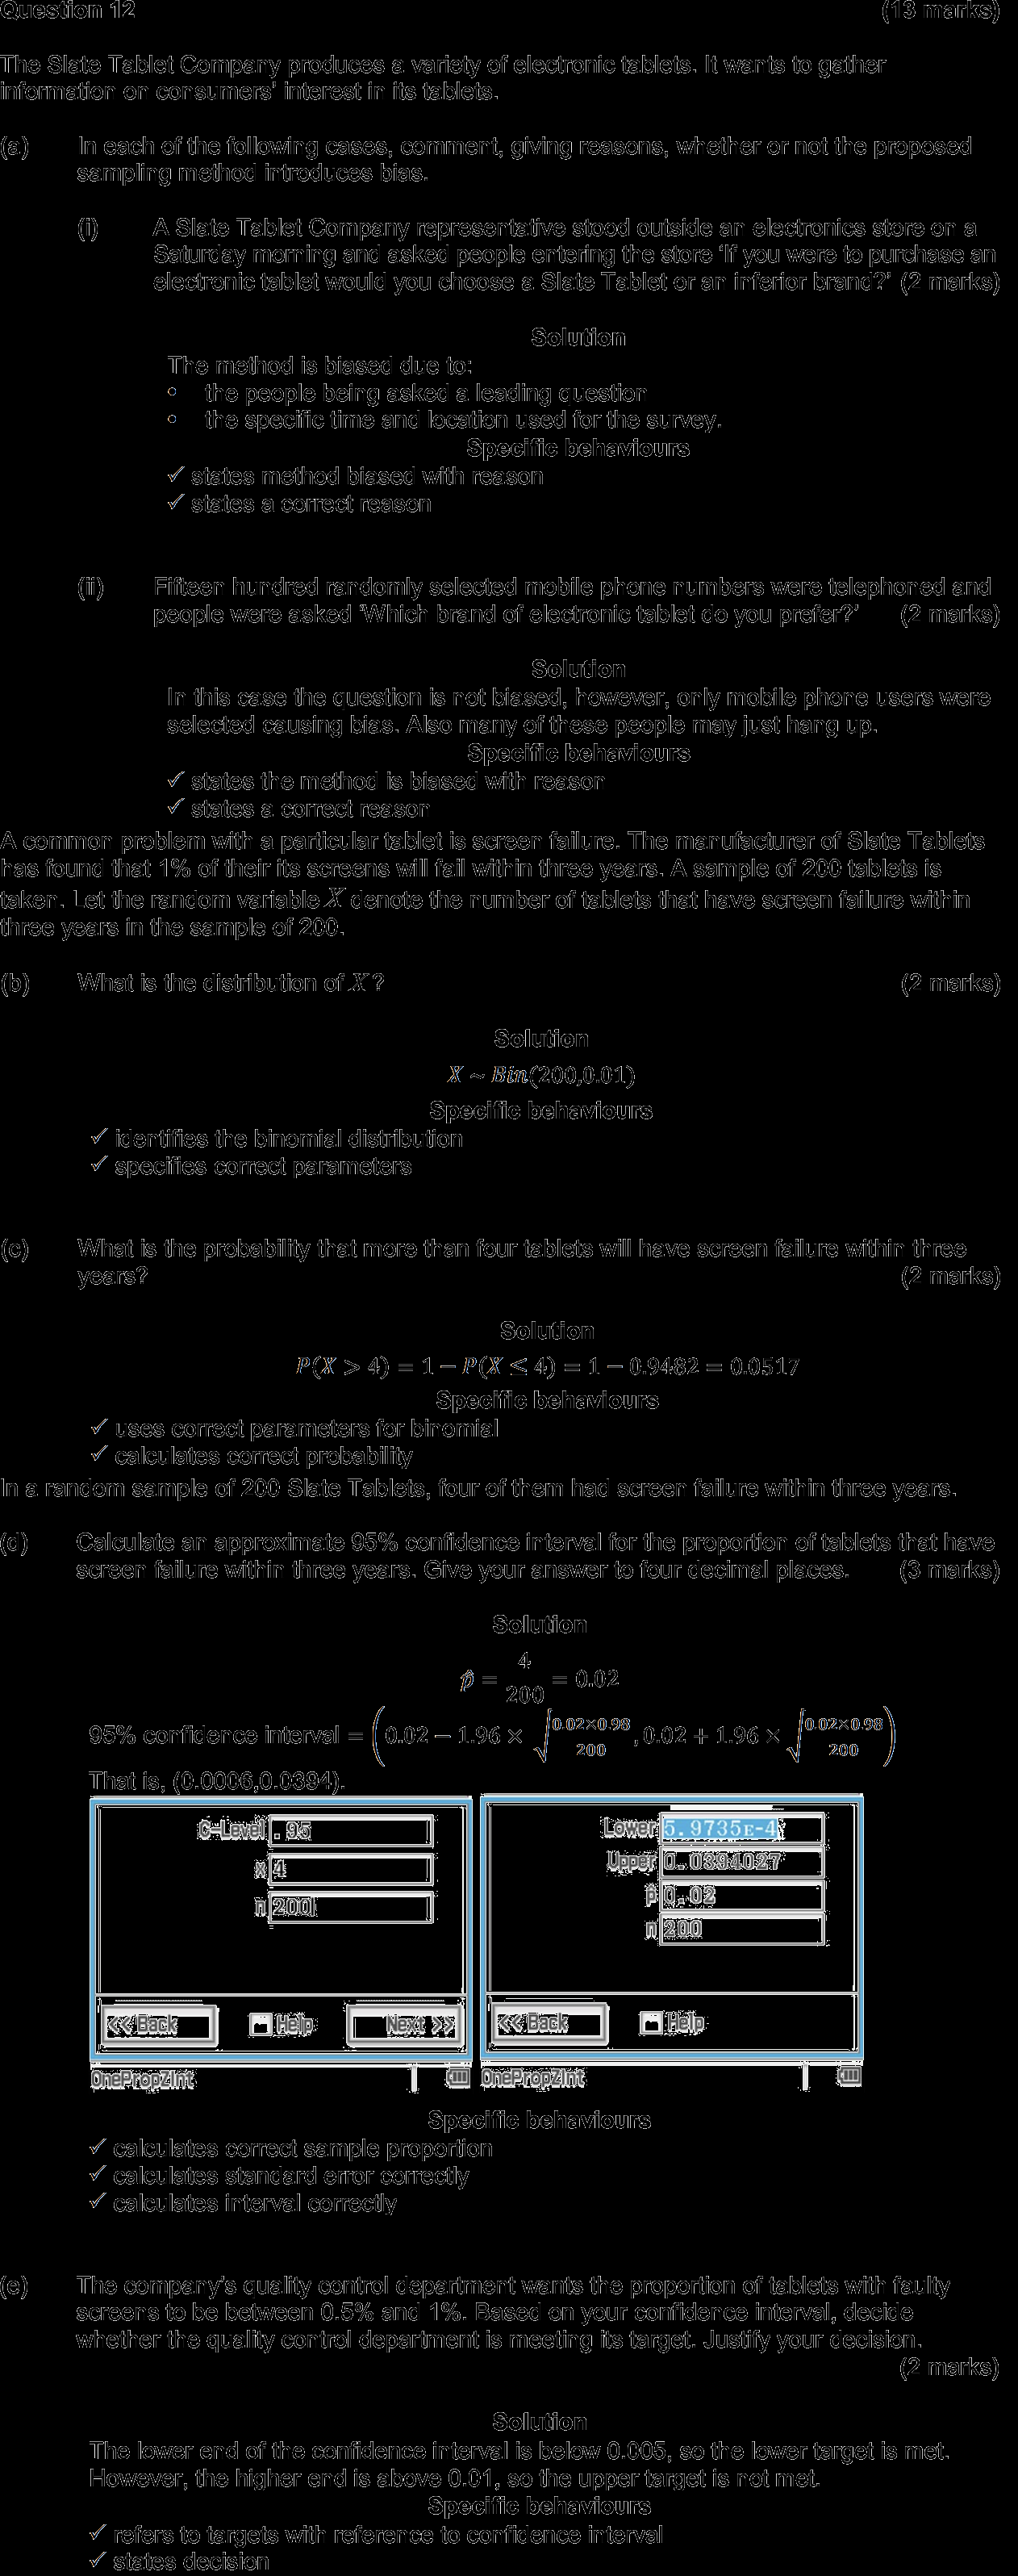 Question 12 (13 marks)
The Slate Tablet Company produces a variety of electronic tablets. It wants to gather
information on consumers' interest in its tablets.
(a) In each of the following cases, comment, giving reasons, whether or not the proposed
sampling method introduces bias.
(i) A Slate Tablet Company representative stood outside an electronics store on a
Saturday morning and asked people entering the store 'If you were to purchase an
electronic tablet would you choose a Slate Tablet or an inferior brand?' (2 marks)
Solution
The method is biased due to:
• the people being asked a leading question
• the specific time and location used for the survey.
Specific behaviours
✓ states method biased with reason
✓ states a correct reason
(ii) Fifteen hundred randomly selected mobile phone numbers were telephoned and
people were asked 'Which brand of electronic tablet do you prefer?' (2 marks)
Solution
In this case the question is not biased, however, only mobile phone users were
selected causing bias. Also many of these people may just hang up.
Specific behaviours
✓ states the method is biased with reason
✓ states a correct reason
A common problem with a particular tablet is screen failure. The manufacturer of Slate Tablets
has found that 1% of their its screens will fail within three years. A sample of 200 tablets is
taken. Let the random variable X denote the number of tablets that have screen failure within
three years in the sample of 200.
(b) What is the distribution of X? (2 marks)
Solution
X ~ Bin(200,0.01)
Specific behaviours
✓ identifies the binomial distribution
✓ specifies correct parameters
(c) What is the probability that more than four tablets will have screen failure within three
years? (2 marks)
Solution
P(X > 4) = 1 − P(X ≤ 4) = 1 − 0.9482 = 0.0517
Specific behaviours
✓ uses correct parameters for binomial
✓ calculates correct probability
In a random sample of 200 Slate Tablets, four of them had screen failure within three years.
(d) Calculate an approximate 95% confidence interval for the proportion of tablets that have
screen failure within three years. Give your answer to four decimal places. (3 marks)
Solution
p̂ = 4/200 = 0.02
95% confidence interval = (0.02 − 1.96 × √(0.02×0.98/200), 0.02 + 1.96 × √(0.02×0.98/200))
That is, (0.0006,0.0394).
C-Level .95
x 4
n 200
<< Back Help Next >>
OnePropZInt
Lower 5.9735E-4
Upper 0.0394027
p̂ 0.02
n 200
<< Back Help
OnePropZInt
Specific behaviours
✓ calculates correct sample proportion
✓ calculates standard error correctly
✓ calculates interval correctly
(e) The company's quality control department wants the proportion of tablets with faulty
screens to be between 0.5% and 1%. Based on your confidence interval, decide
whether the quality control department is meeting its target. Justify your decision.
(2 marks)
Solution
The lower end of the confidence interval is below 0.005, so the lower target is met.
However, the higher end is above 0.01, so the upper target is not met.
Specific behaviours
✓ refers to targets with reference to confidence interval
✓ states decision